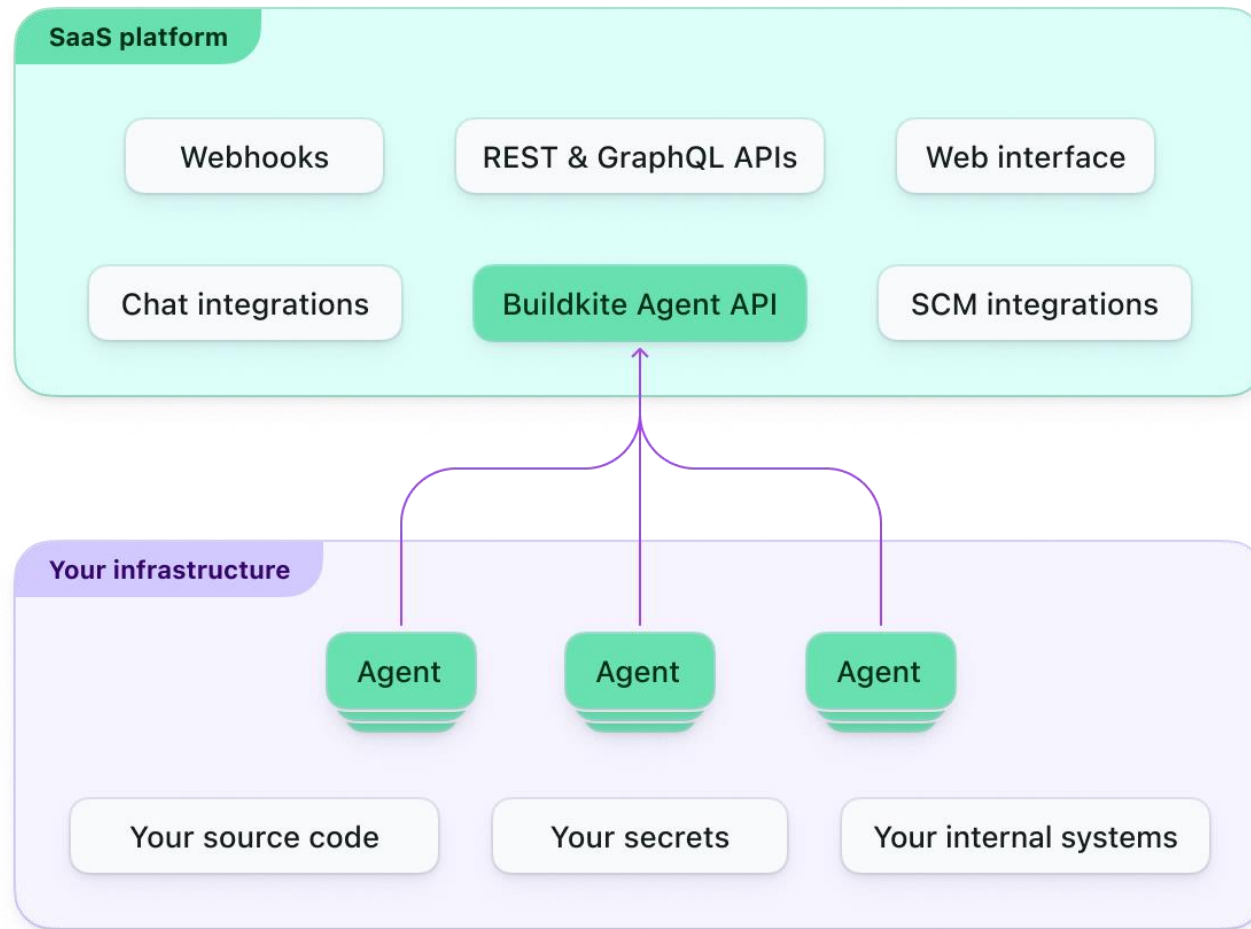 SaaS platform
Webhooks
REST & GraphQL APIs
Web interface
Chat integrations
Buildkite Agent API
SCM integrations
Your infrastructure
Agent
Agent
Agent
Your source code
Your secrets
Your internal systems